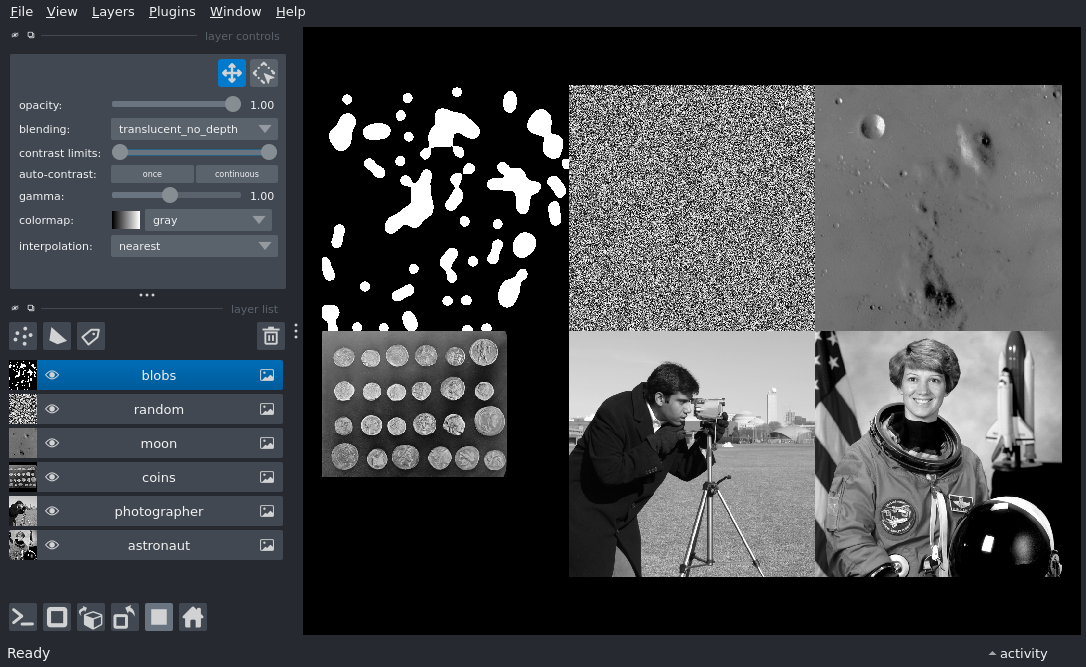 File View Layers Plugins Window Help
layer controls
opacity: 1.00
blending: translucent_no_depth
contrast limits:
auto-contrast: once continuous
gamma: 1.00
colormap: gray
interpolation: nearest
layer list
blobs
random
moon
coins
photographer
astronaut
Ready
activity